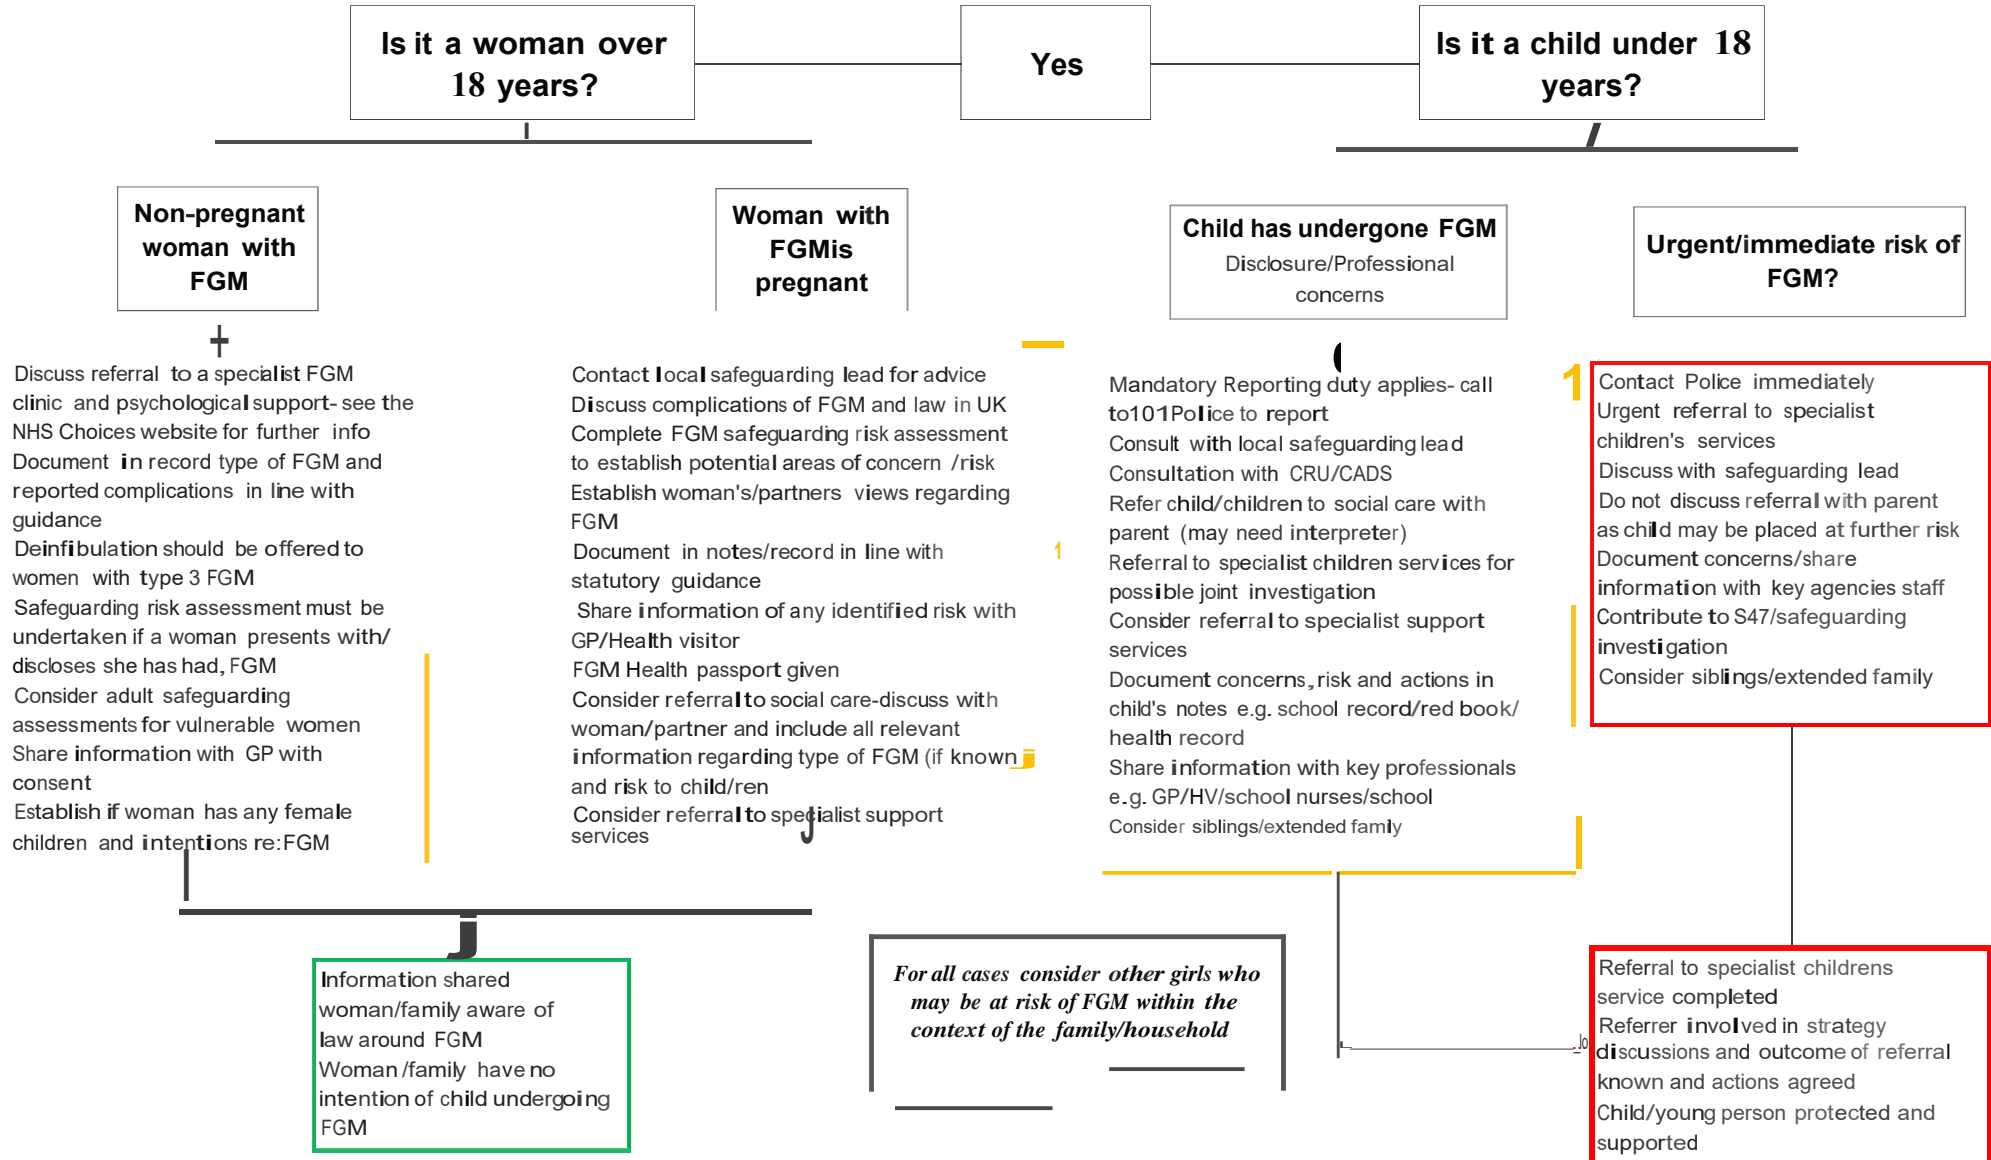 Is it a woman over
18 years?
Yes
Is it a child under 18
years?
Non-pregnant
woman with
FGM
Woman with
FGMis
pregnant
Child has undergone FGM
Disclosure/Professional
concerns
Urgent/immediate risk of
FGM?
Discuss referral to a specialist FGM
clinic and psychological support- see the
NHS Choices website for further info
Document in record type of FGM and
reported complications in line with
guidance
Deinfibulation should be offered to
women with type 3 FGM
Safeguarding risk assessment must be
undertaken if a woman presents with/
discloses she has had, FGM
Consider adult safeguarding
assessments for vulnerable women
Share information with GP with
consent
Establish if woman has any female
children and intentions re:FGM
Contact local safeguarding lead for advice
Discuss complications of FGM and law in UK
Complete FGM safeguarding risk assessment
to establish potential areas of concern /risk
Establish woman's/partners views regarding
FGM
Document in notes/record in line with
statutory guidance
Share information of any identified risk with
GP/Health visitor
FGM Health passport given
Consider referral to social care-discuss with
woman/partner and include all relevant
information regarding type of FGM (if known
and risk to child/ren
Consider referral to specialist support
services
Mandatory Reporting duty applies- call
to101Police to report
Consult with local safeguarding lead
Consultation with CRU/CADS
Refer child/children to social care with
parent (may need interpreter)
Referral to specialist children services for
possible joint investigation
Consider referral to specialist support
services
Document concerns, risk and actions in
child's notes e.g. school record/red book/
health record
Share information with key professionals
e.g. GP/HV/school nurses/school
Consider siblings/extended family
Contact Police immediately
Urgent referral to specialist
children's services
Discuss with safeguarding lead
Do not discuss referral with parent
as child may be placed at further risk
Document concerns/share
information with key agencies staff
Contribute to S47/safeguarding
investigation
Consider siblings/extended family
Information shared
woman/family aware of
law around FGM
Woman /family have no
intention of child undergoing
FGM
For all cases consider other girls who
may be at risk of FGM within the
context of the family/household
Referral to specialist childrens
service completed
Referrer involved in strategy
discussions and outcome of referral
known and actions agreed
Child/young person protected and
supported